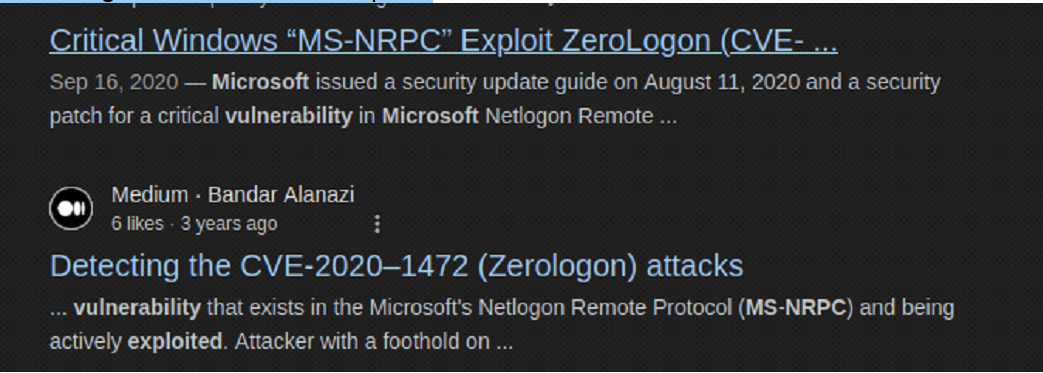 Critical Windows “MS-NRPC” Exploit ZeroLogon (CVE- ...
Sep 16, 2020 — Microsoft issued a security update guide on August 11, 2020 and a security
patch for a critical vulnerability in Microsoft Netlogon Remote ...
Medium · Bandar Alanazi
6 likes · 3 years ago
Detecting the CVE-2020–1472 (Zerologon) attacks
... vulnerability that exists in the Microsoft's Netlogon Remote Protocol (MS-NRPC) and being
actively exploited. Attacker with a foothold on ...